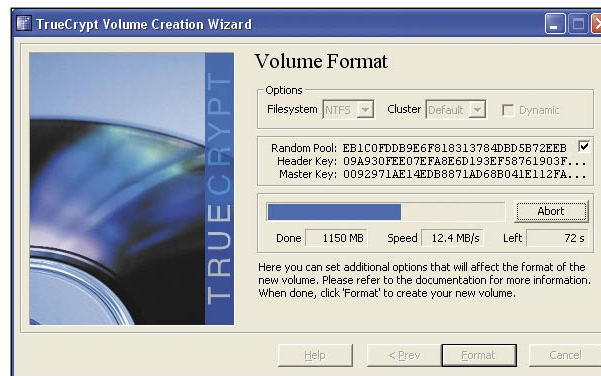 TrueCrypt Volume Creation Wizard
TRUECRYPT
Volume Format
Options
Filesystem NTFS Cluster Default Dynamic
Random Pool: EB1C0FDDB9E6F818313784DBD5B72EEB
Header Key: 09A930FEE07EFA8E6D193EF58761903F...
Master Key: 0092971AE14EDB8871AD68B041E112FA...
Abort
Done 1150 MB Speed 12.4 MB/s Left 72 s
Here you can set additional options that will affect the format of the
new volume. Please refer to the documentation for more information.
When done, click 'Format' to create your new volume.
Help < Prev Format Cancel